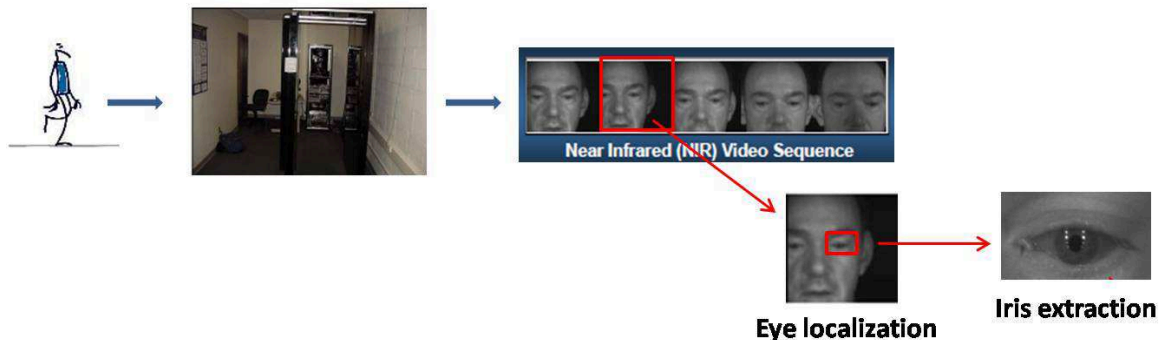 Near Infrared (NIR) Video Sequence
Eye localization
Iris extraction